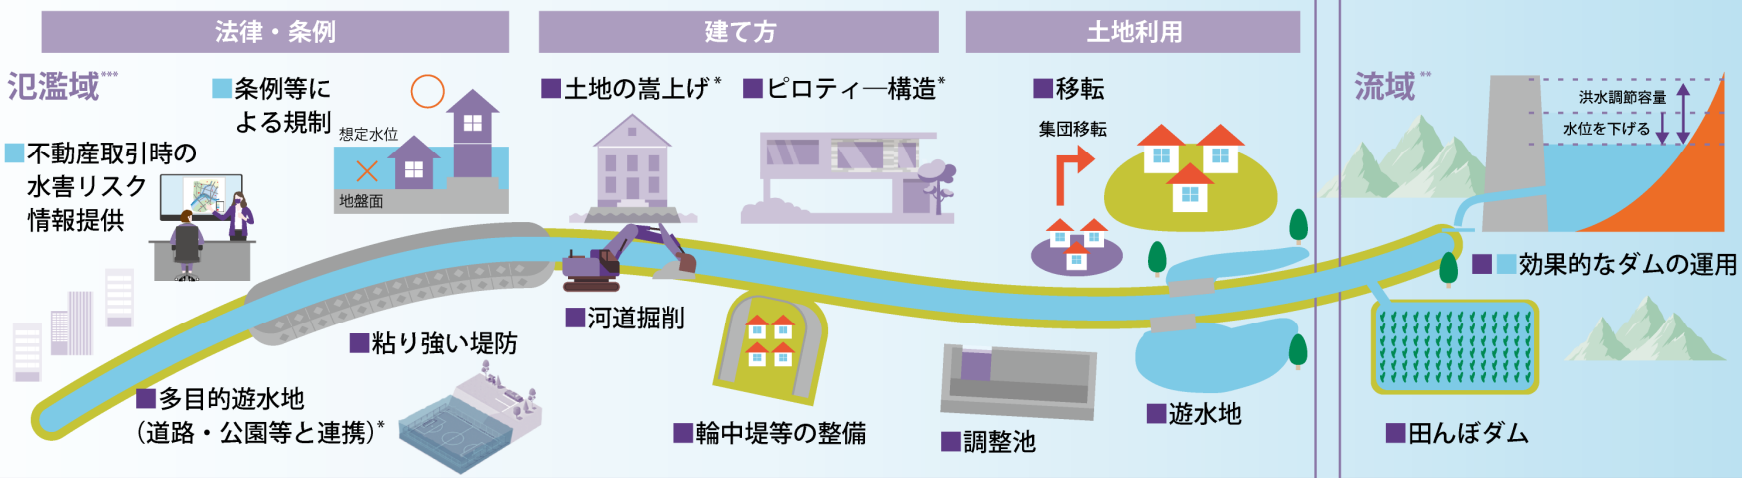 法律・条例
建て方
土地利用
氾濫域***
■条例等に
よる規制
想定水位
地盤面
■不動産取引時の
水害リスク
情報提供
■土地の嵩上げ*
■ピロティ―構造*
■移転
集団移転
流域**
洪水調節容量
水位を下げる
■■効果的なダムの運用
■河道掘削
■粘り強い堤防
■多目的遊水地
（道路・公園等と連携）*
■輪中堤等の整備
■調整池
■遊水地
■田んぼダム